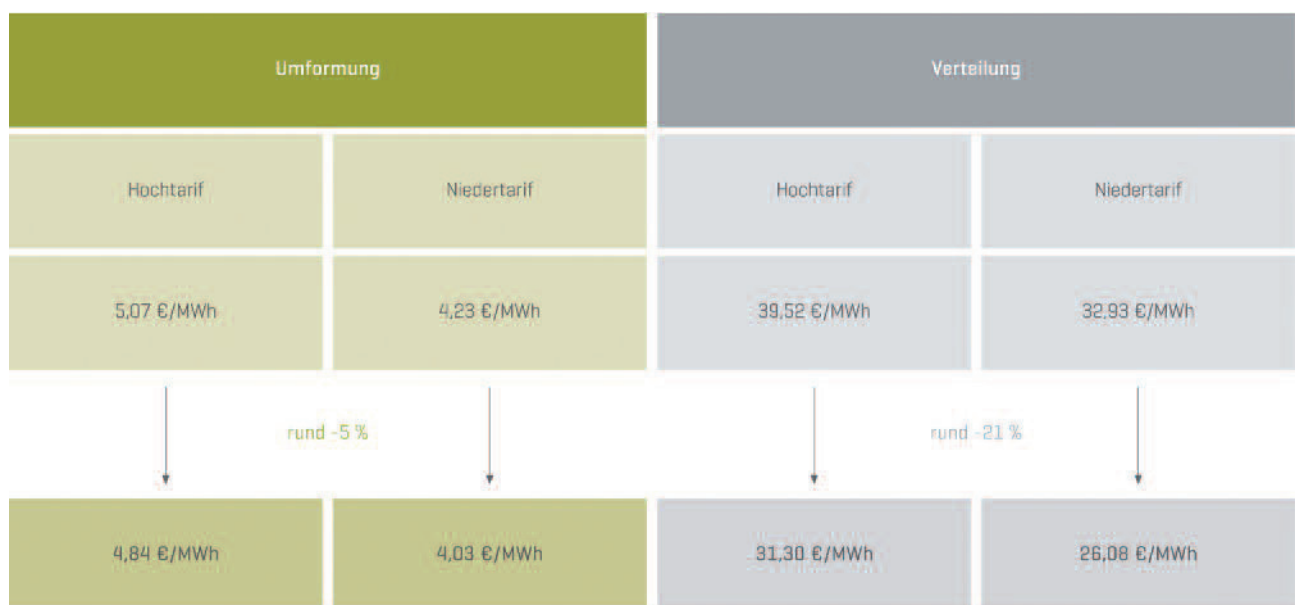 Umformung
Verteilung
Hochtarif
Niedertarif
Hochtarif
Niedertarif
5,07 €/MWh
4,23 €/MWh
39,52 €/MWh
32,93 €/MWh
rund -5 %
rund -21 %
4,84 €/MWh
4,03 €/MWh
31,30 €/MWh
26,08 €/MWh